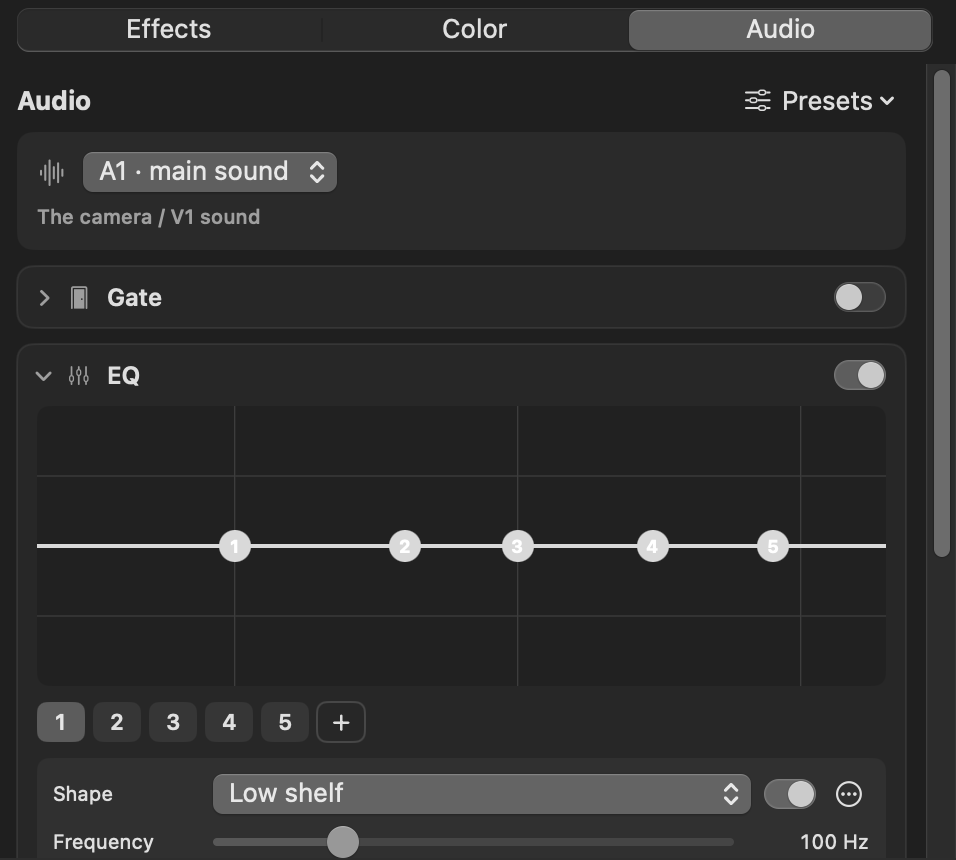 Effects Color Audio
Audio Presets
A1 · main sound
The camera / V1 sound
Gate
EQ
1 2 3 4 5
1 2 3 4 5 +
Shape Low shelf
Frequency 100 Hz